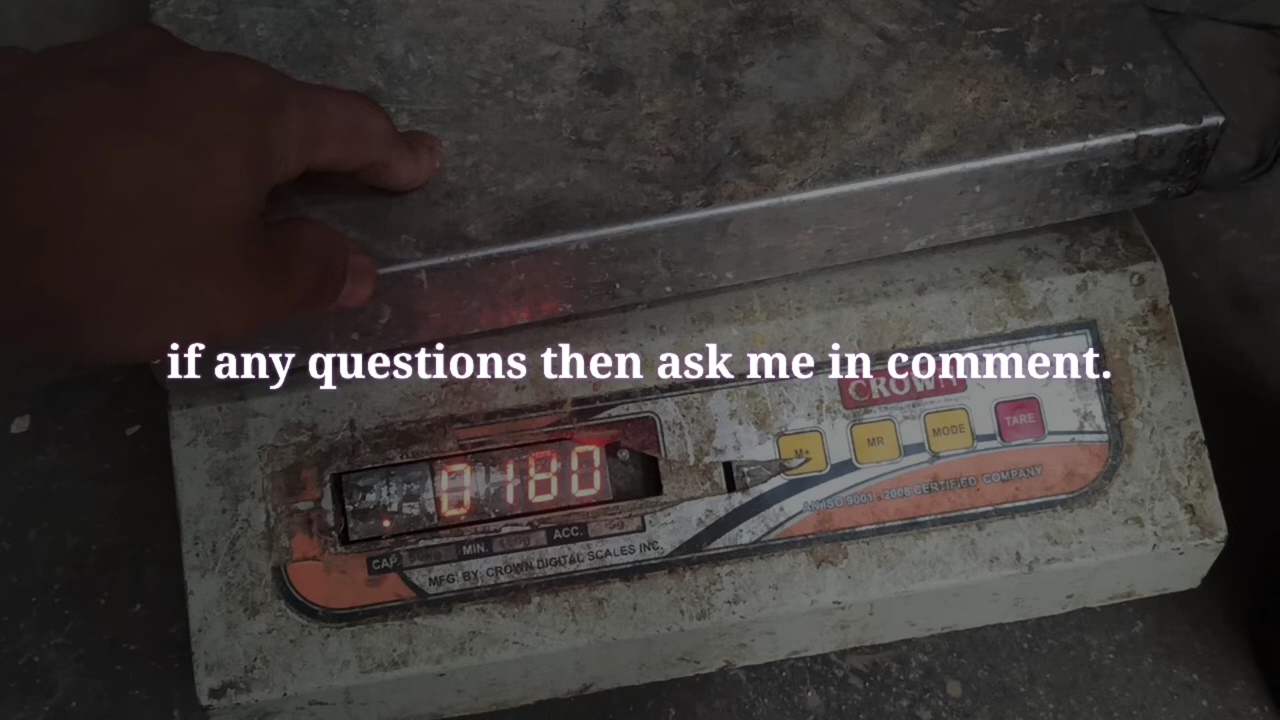 if any questions then ask me in comment.
CROWN
M+
MR
MODE
TARE
AN ISO 9001 : 2008 CERTIFIED COMPANY
0180
CAP.
MIN.
ACC.
MFG. BY: CROWN DIGITAL SCALES INC.